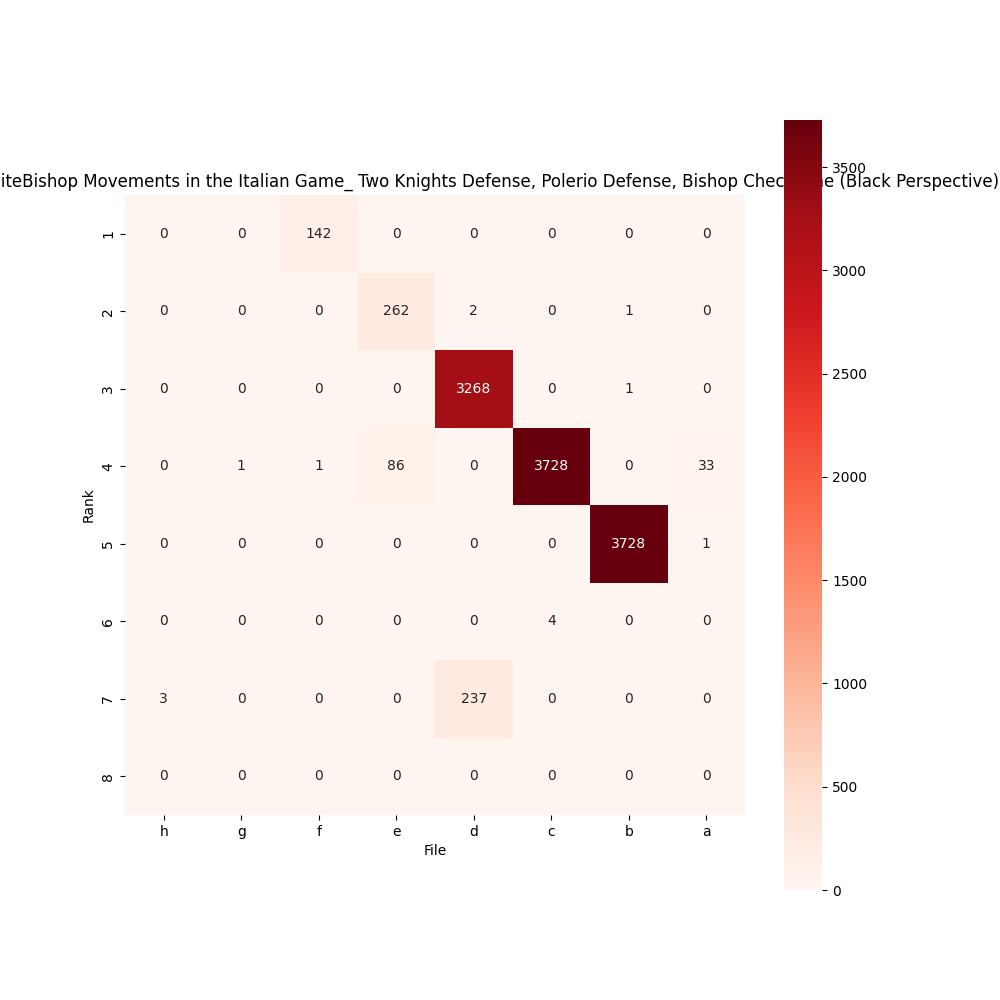 iteBishop Movements in the Italian Game_ Two Knights Defense, Polerio Defense, Bishop Chec ne (Black Perspective)
1 0 0 142 0 0 0 0 0
2 0 0 0 262 2 0 1 0
3 0 0 0 0 3268 0 1 0
4 0 1 1 86 0 3728 0 33
5 0 0 0 0 0 0 3728 1
6 0 0 0 0 0 4 0 0
7 3 0 0 0 237 0 0 0
8 0 0 0 0 0 0 0 0
h g f e d c b a
File
Rank
3500
3000
2500
2000
1500
1000
500
0